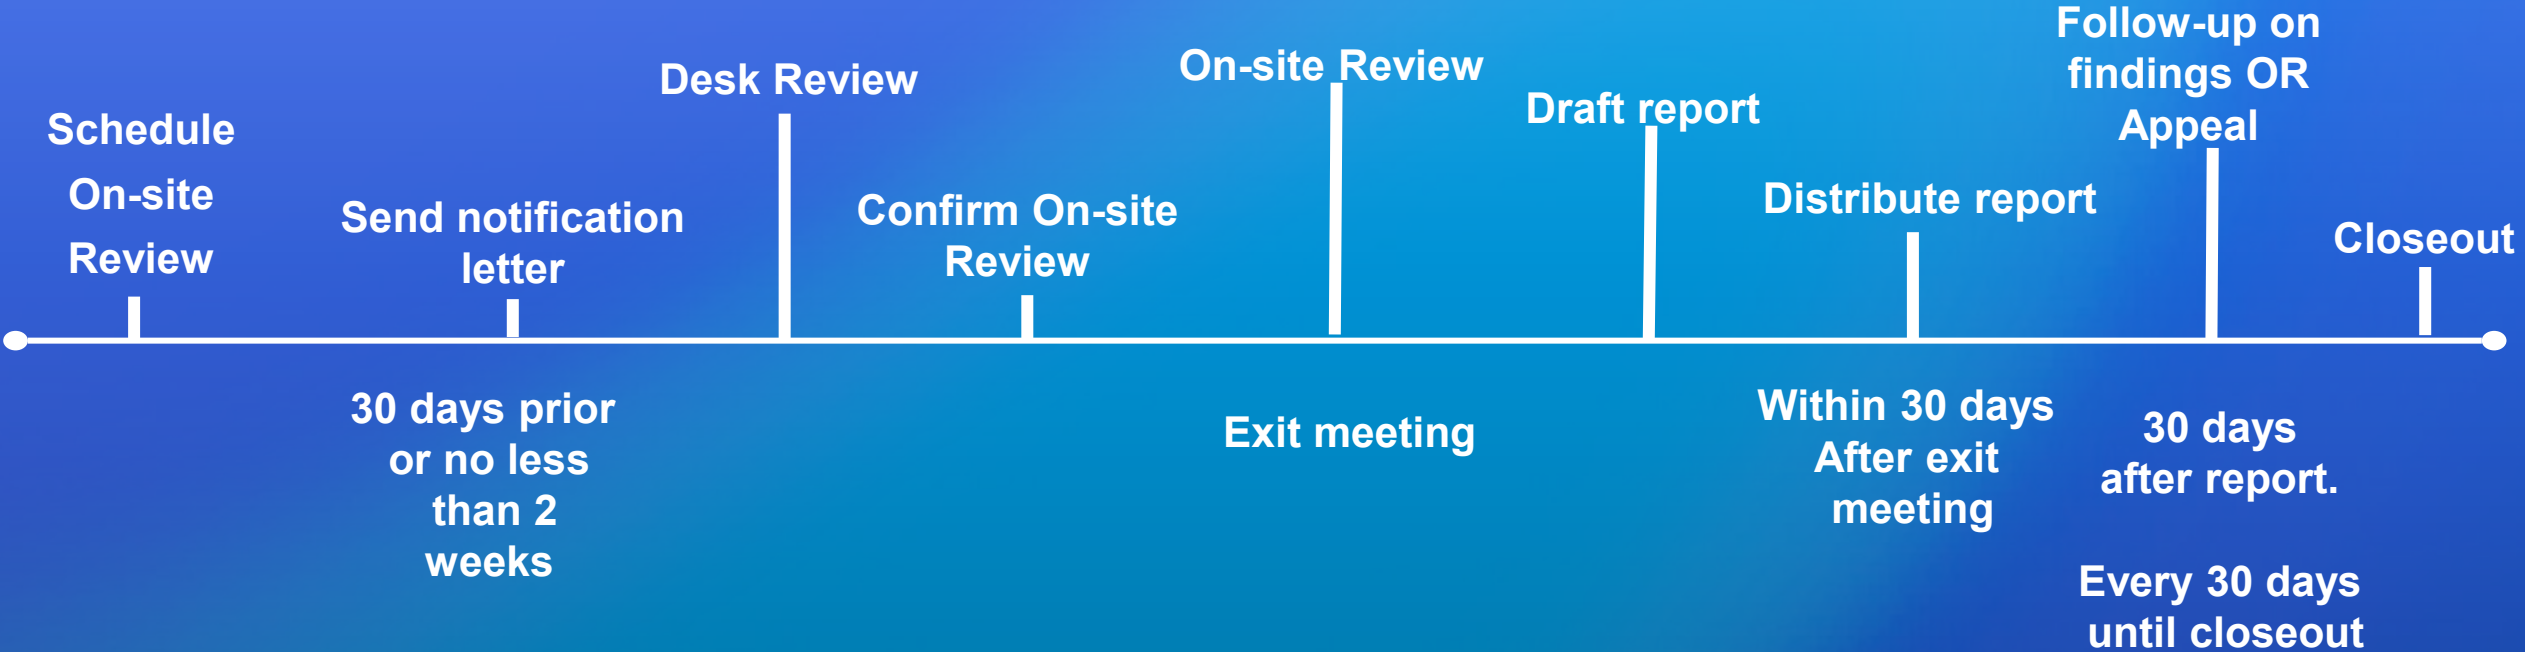 Schedule
On-site
Review
Send notification
letter
Desk Review
Confirm On-site
Review
On-site Review
Draft report
Distribute report
Follow-up on
findings OR
Appeal
Closeout
30 days prior
or no less
than 2
weeks
Exit meeting
Within 30 days
After exit
meeting
30 days
after report.
Every 30 days
until closeout